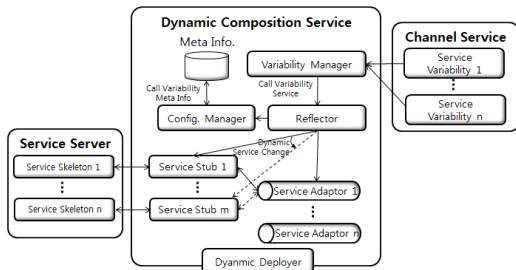 Dynamic Composition Service
Meta Info.
Channel Service
Variability Manager
Service
Variability 1
Call Variability
Service
Call Variability
Meta Info
Service
Variability n
Config. Manager
Reflector
Service Server
Dynamic
Service Change
Service Skeleton 1
Service Stub 1
Service Adaptor 1
Service Skeleton n
Service Stub m
Service Adaptor n
Dyanmic Deployer